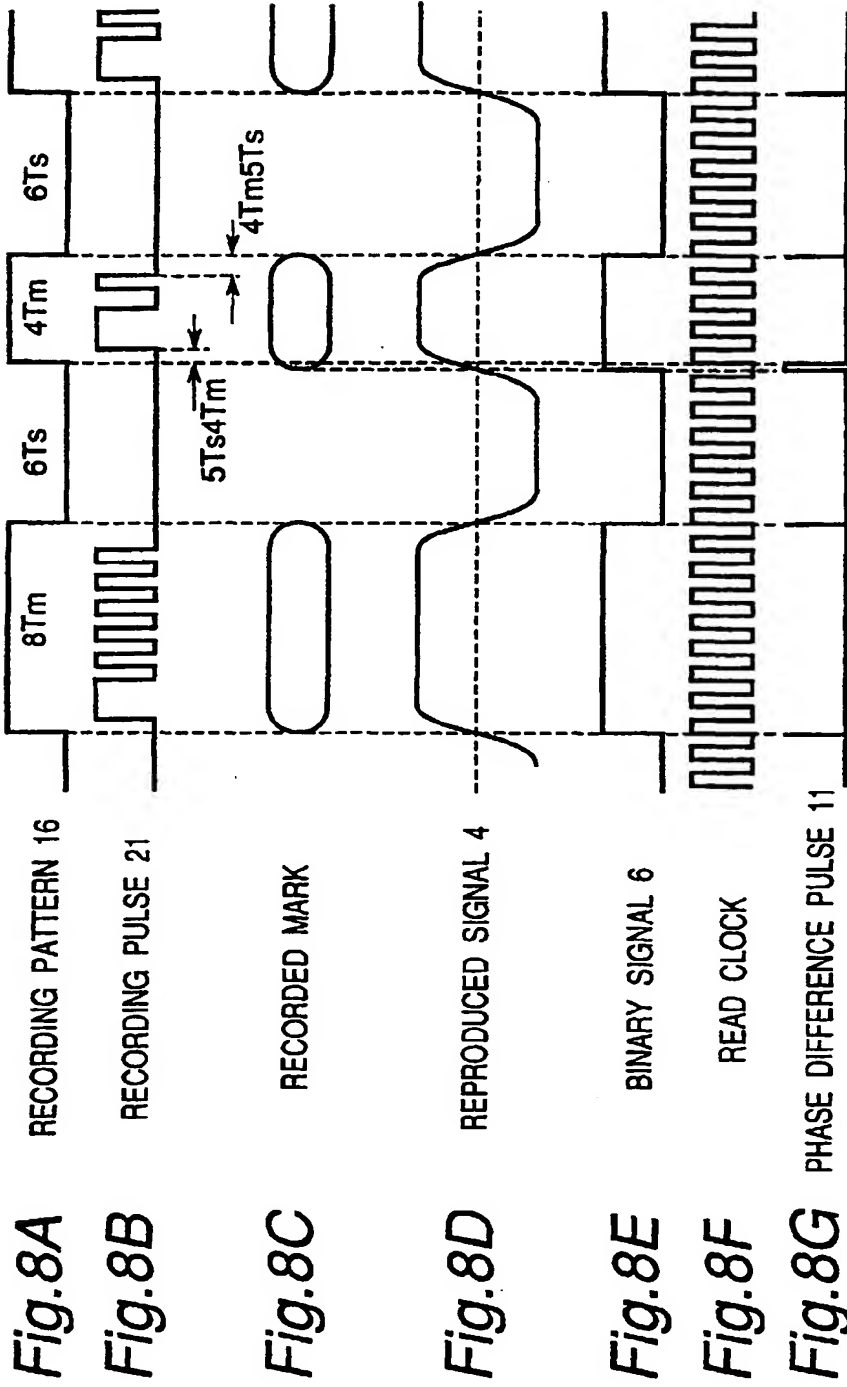 Fig.8A RECORDING PATTERN 16
8Tm 6Ts 4Tm 6Ts
Fig.8B RECORDING PULSE 21
5Ts4Tm 4Tm5Ts
Fig.8C RECORDED MARK
Fig.8D REPRODUCED SIGNAL 4
Fig.8E BINARY SIGNAL 6
Fig.8F READ CLOCK
Fig.8G PHASE DIFFERENCE PULSE 11